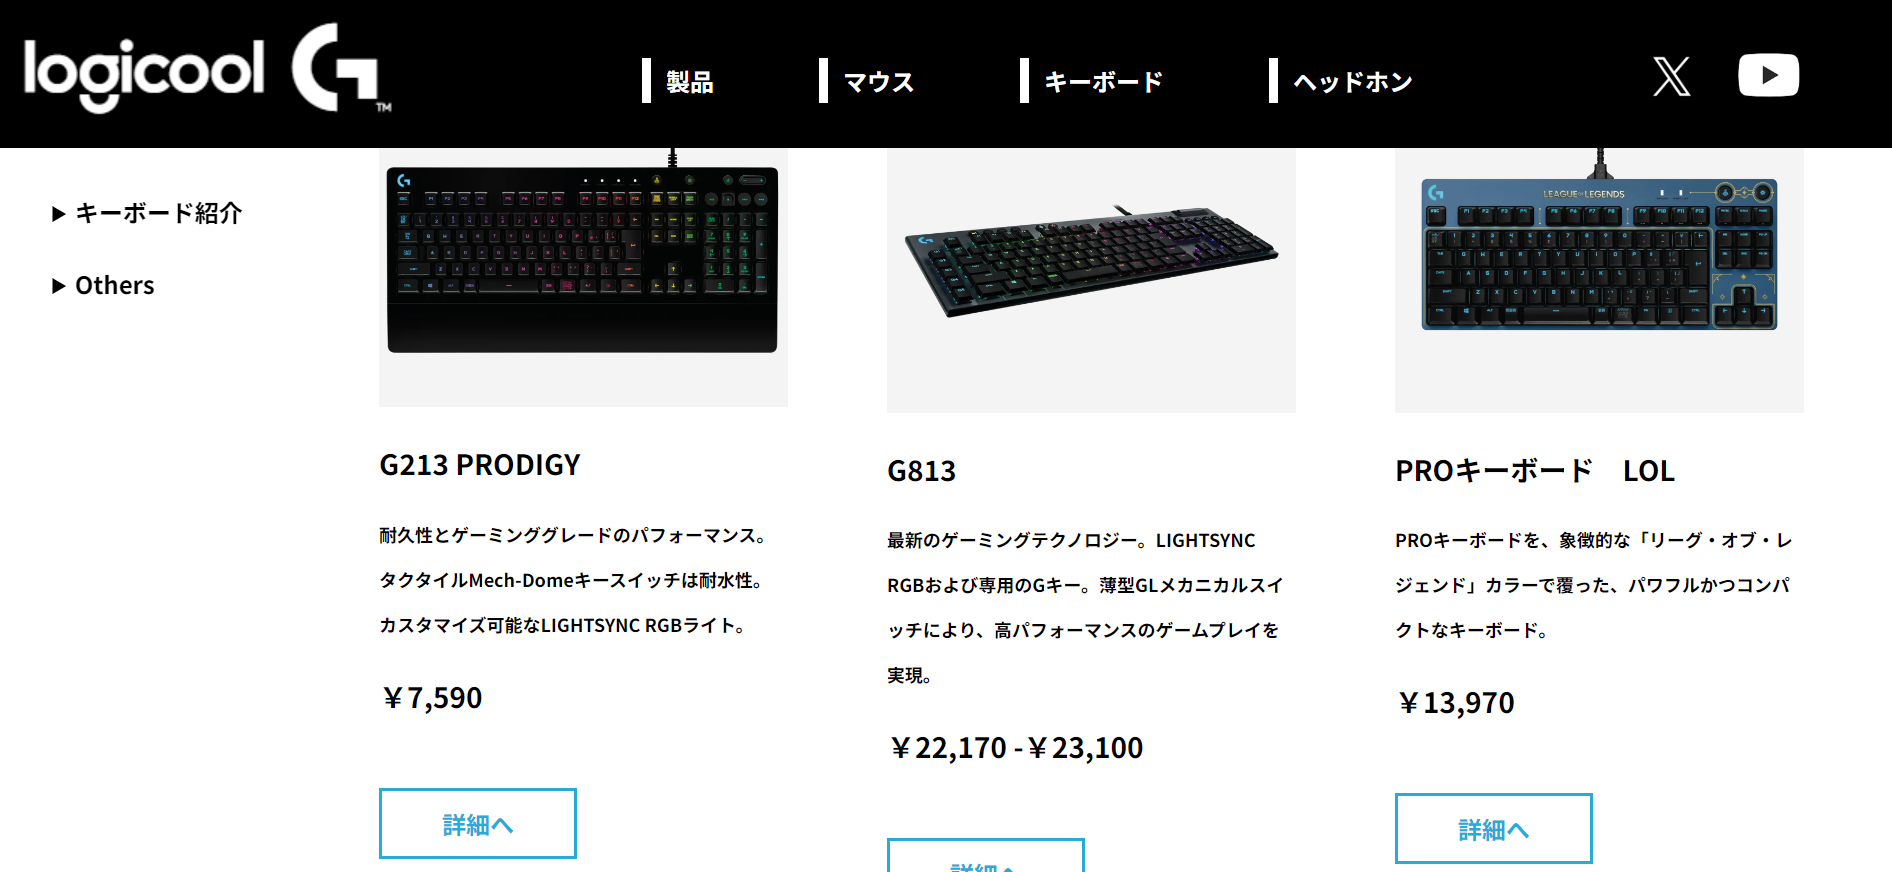 logicool G™
製品
マウス
キーボード
ヘッドホン
▶ キーボード紹介
▶ Others
LEAGUE OF LEGENDS
G213 PRODIGY
耐久性とゲーミンググレードのパフォーマンス。
タクタイルMech-Domeキースイッチは耐水性。
カスタマイズ可能なLIGHTSYNC RGBライト。
￥7,590
詳細へ
G813
最新のゲーミングテクノロジー。LIGHTSYNC
RGBおよび専用のGキー。薄型GLメカニカルスイ
ッチにより、高パフォーマンスのゲームプレイを
実現。
￥22,170 -￥23,100
詳細へ
PROキーボード　LOL
PROキーボードを、象徴的な「リーグ・オブ・レ
ジェンド」カラーで覆った、パワフルかつコンパ
クトなキーボード。
￥13,970
詳細へ